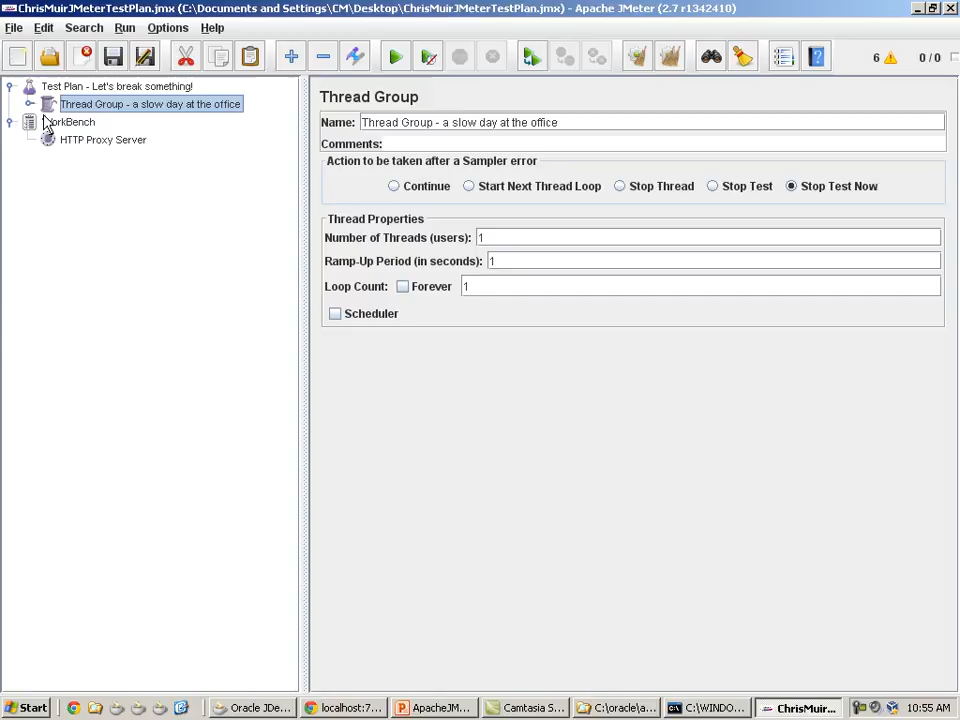 ChrisMuirJMeterTestPlan.jmx (C:\Documents and Settings\CM\Desktop\ChrisMuirJMeterTestPlan.jmx) - Apache JMeter (2.7 r1342410)
File Edit Search Run Options Help
6 0 / 0
Test Plan - Let's break something!
Thread Group - a slow day at the office
orkBench
HTTP Proxy Server
Thread Group
Name: Thread Group - a slow day at the office
Comments:
Action to be taken after a Sampler error
Continue Start Next Thread Loop Stop Thread Stop Test Stop Test Now
Thread Properties
Number of Threads (users): 1
Ramp-Up Period (in seconds): 1
Loop Count: Forever 1
Scheduler
Start Oracle JDe... localhost:7... ApacheJM... Camtasia S... C:\oracle\a... C:\WINDO... ChrisMuir... 10:55 AM